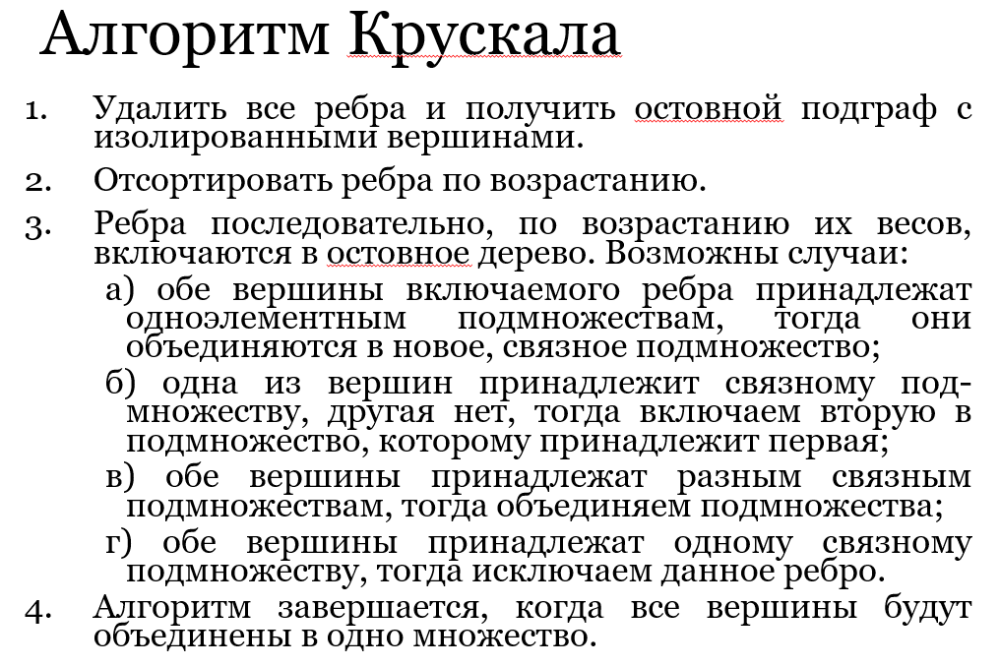 Алгоритм Крускала
1. Удалить все ребра и получить остовной подграф с
изолированными вершинами.
2. Отсортировать ребра по возрастанию.
3. Ребра последовательно, по возрастанию их весов,
включаются в остовное дерево. Возможны случаи:
а) обе вершины включаемого ребра принадлежат
одноэлементным подмножествам, тогда они
объединяются в новое, связное подмножество;
б) одна из вершин принадлежит связному под-
множеству, другая нет, тогда включаем вторую в
подмножество, которому принадлежит первая;
в) обе вершины принадлежат разным связным
подмножествам, тогда объединяем подмножества;
г) обе вершины принадлежат одному связному
подмножеству, тогда исключаем данное ребро.
4. Алгоритм завершается, когда все вершины будут
объединены в одно множество.